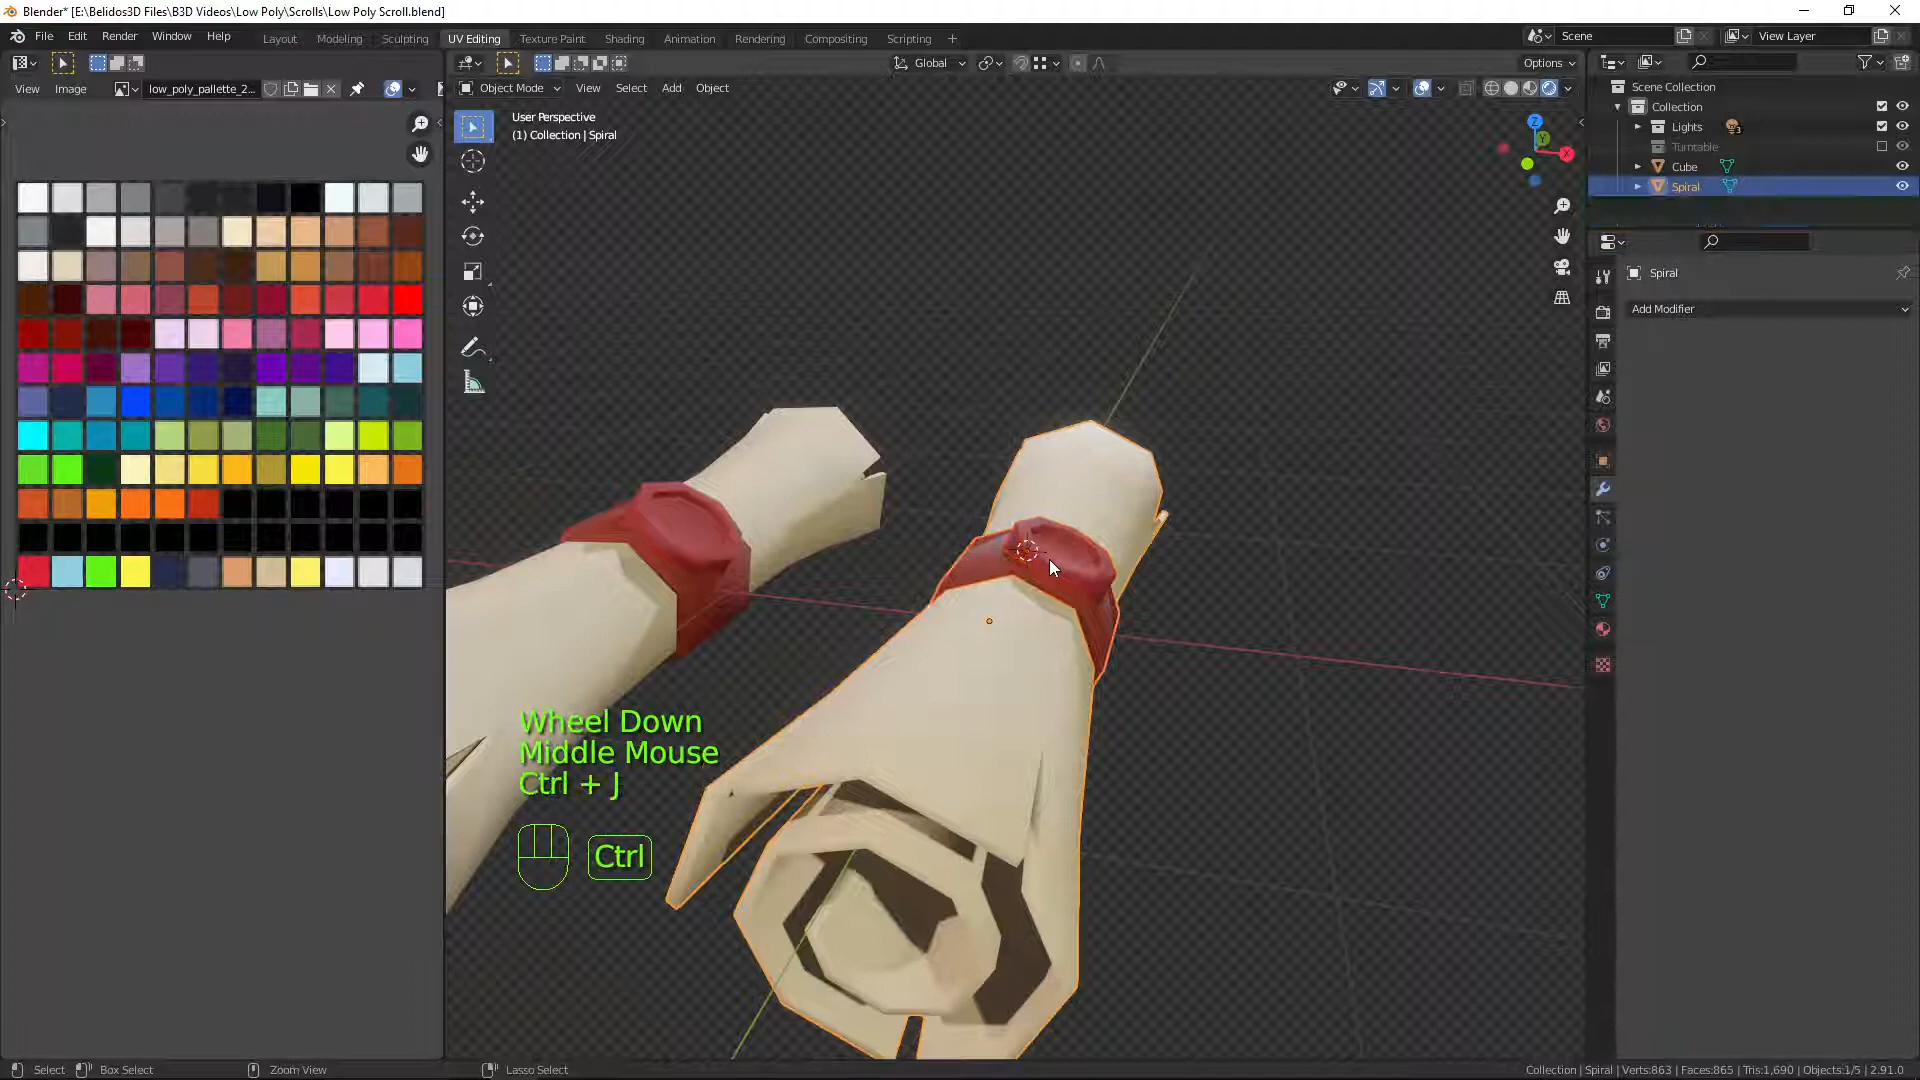 Blender* [E:\Belidos3D Files\B3D Videos\Low Poly\Scrolls\Low Poly Scroll.blend]
File Edit Render Window Help
Layout Modeling Sculpting UV Editing Texture Paint Shading Animation Rendering Compositing Scripting +
Scene
View Layer
Global
Options
View Image low_poly_pallette_2...
Object Mode View Select Add Object
User Perspective
(1) Collection | Spiral
Z
Y
X
Scene Collection
Collection
Lights 3
Turntable
Cube
Spiral
Spiral
Add Modifier
Wheel Down
Middle Mouse
Ctrl + J
Ctrl
Select Box Select Zoom View Lasso Select
Collection | Spiral | Verts:863 | Faces:865 | Tris:1,690 | Objects:1/5 | 2.91.0